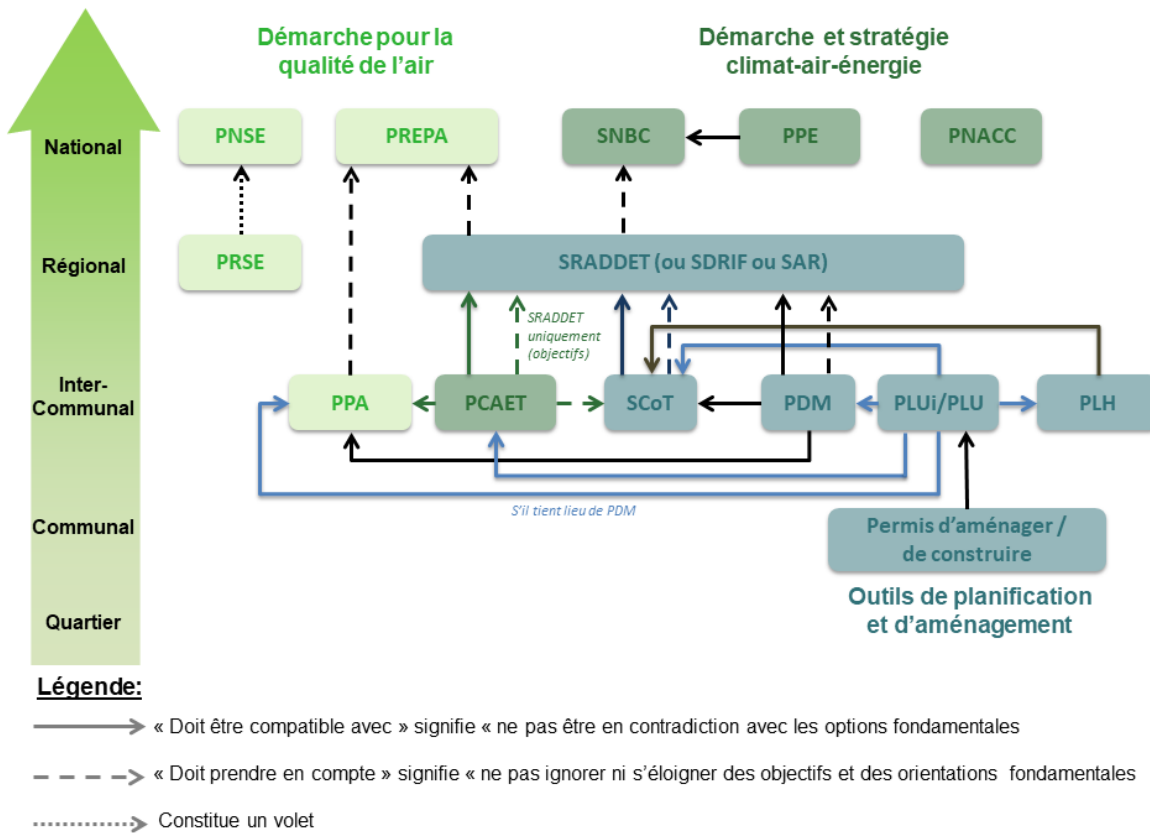 Démarche pour la
qualité de l’air
Démarche et stratégie
climat-air-énergie
National
PNSE
PREPA
SNBC
PPE
PNACC
Régional
PRSE
SRADDET (ou SDRIF ou SAR)
SRADDET
uniquement
(objectifs)
Inter-
Communal
PPA
PCAET
SCoT
PDM
PLUi/PLU
PLH
S’il tient lieu de PDM
Communal
Permis d’aménager /
de construire
Outils de planification
et d’aménagement
Quartier
Légende:
« Doit être compatible avec » signifie « ne pas être en contradiction avec les options fondamentales
« Doit prendre en compte » signifie « ne pas ignorer ni s’éloigner des objectifs et des orientations fondamentales
Constitue un volet